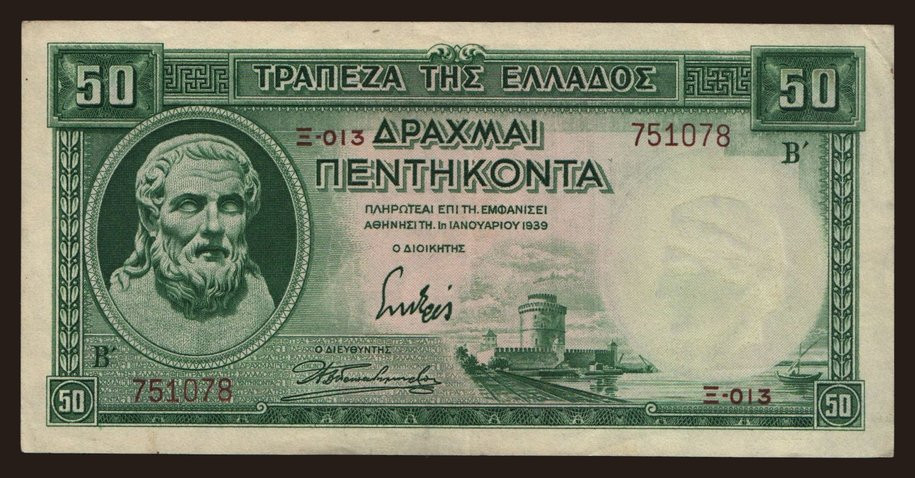 50 ΤΡΑΠΕΖΑ ΤΗΣ ΕΛΛΑΔΟΣ 50
Ξ-013 ΔΡΑΧΜΑΙ 751078
Β΄
ΠΕΝΤΗΚΟΝΤΑ
ΠΛΗΡΩΤΕΑΙ ΕΠΙ ΤΗ. ΕΜΦΑΝΙΣΕΙ
ΑΘΗΝΗΣΙ ΤΗ. 1η ΙΑΝΟΥΑΡΙΟΥ 1939
Ο ΔΙΟΙΚΗΤΗΣ
Β΄
Ο ΔΙΕΥΘΥΝΤΗΣ
751078
Ξ-013
50 50